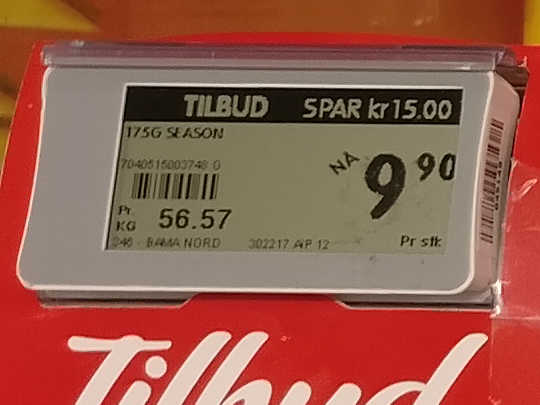 TILBUD SPAR kr 15.00
175G SEASON
7040515003748 G
NÅ 9 90
Pr. KG 56.57
046 - BAMA NORD 302217 A:P 12 Pr stk
Tilbud